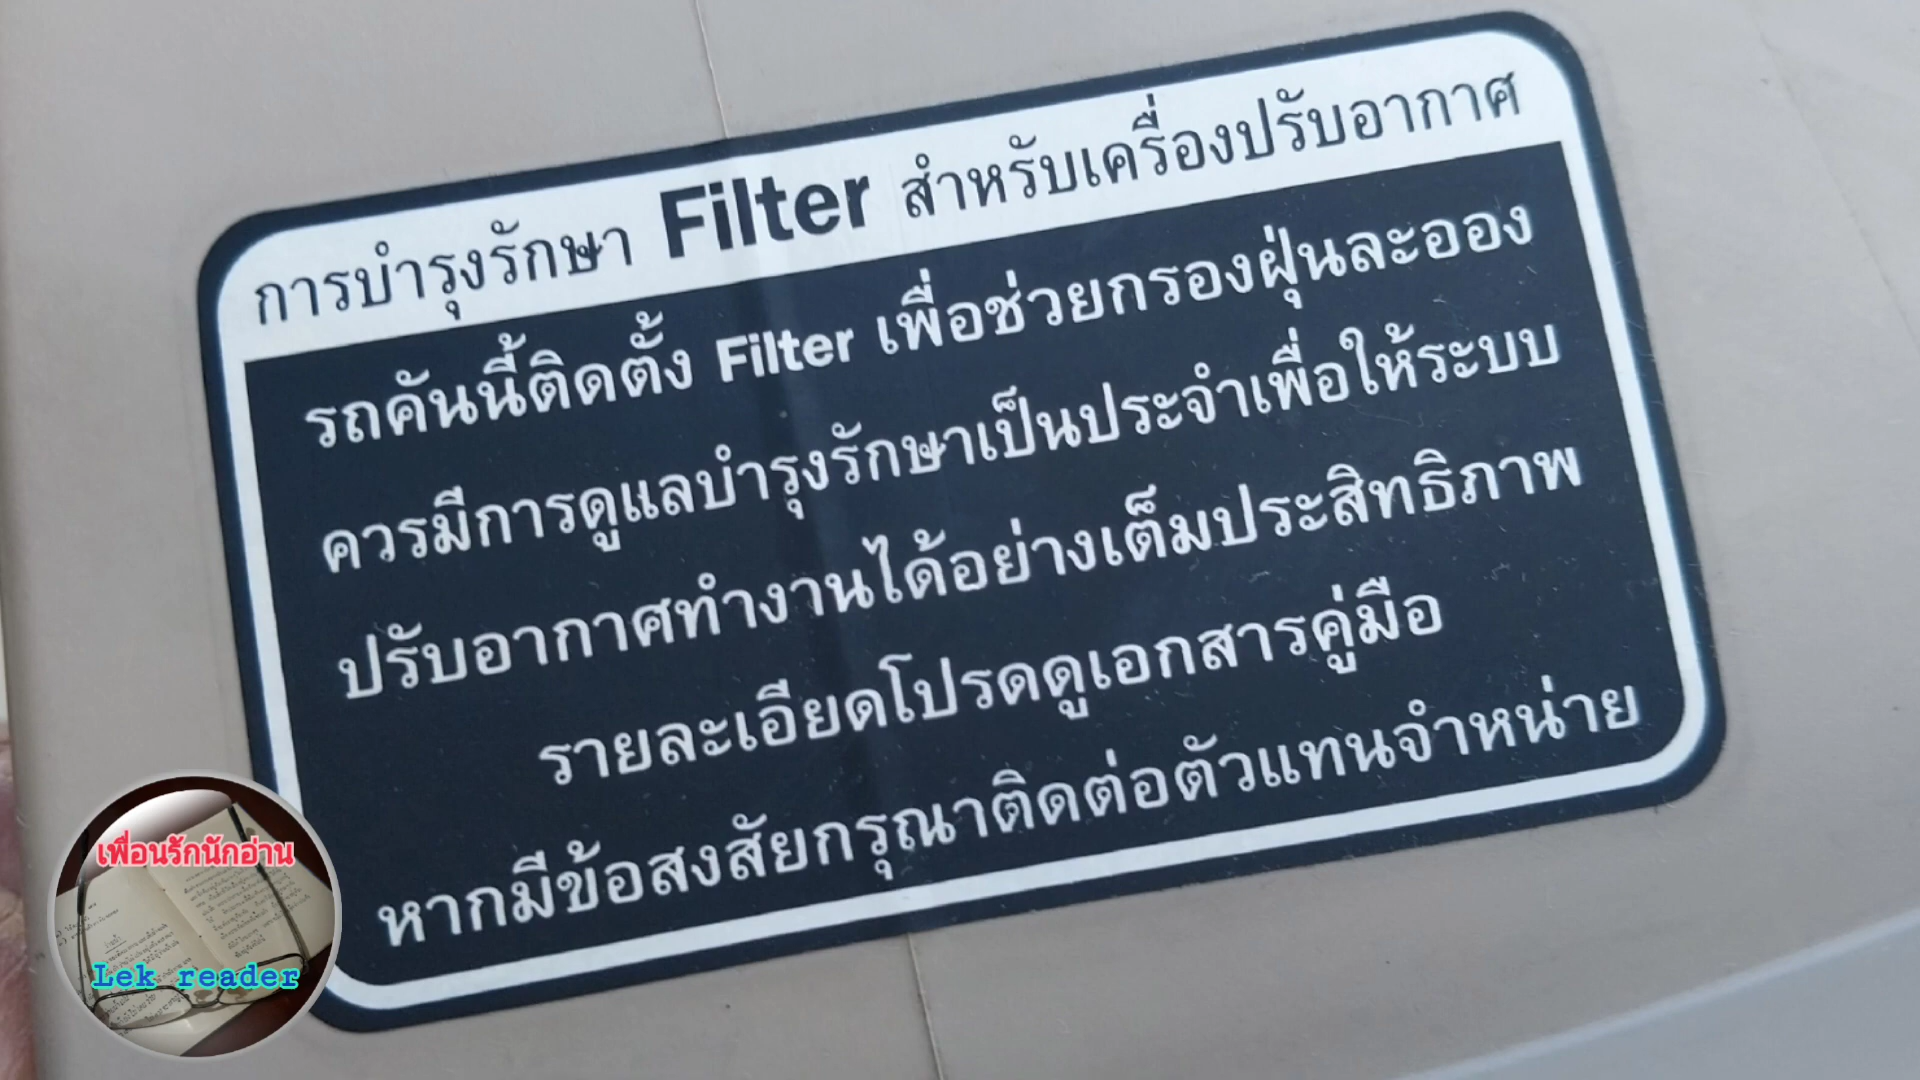 การบำรุงรักษา Filter สำหรับเครื่องปรับอากาศ
รถคันนี้ติดตั้ง Filter เพื่อช่วยกรองฝุ่นละออง
ควรมีการดูแลบำรุงรักษาเป็นประจำเพื่อให้ระบบ
ปรับอากาศทำงานได้อย่างเต็มประสิทธิภาพ
รายละเอียดโปรดดูเอกสารคู่มือ
หากมีข้อสงสัยกรุณาติดต่อตัวแทนจำหน่าย
เพื่อนรักนักอ่าน
Lek reader